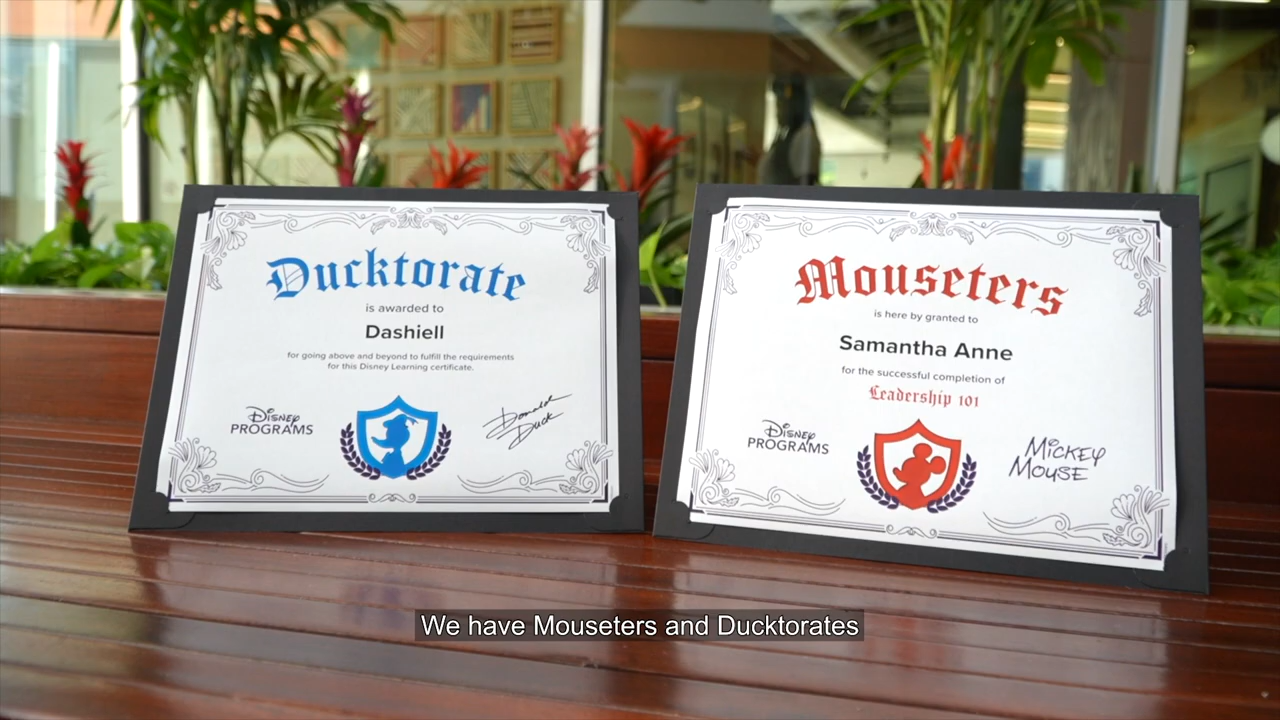 Ducktorate
is awarded to
Dashiell
for going above and beyond to fulfill the requirements
for this Disney Learning certificate.
Disney
PROGRAMS
Donald
Duck
Mouseters
is here by granted to
Samantha Anne
for the successful completion of
Leadership 101
Disney
PROGRAMS
Mickey
Mouse
We have Mouseters and Ducktorates